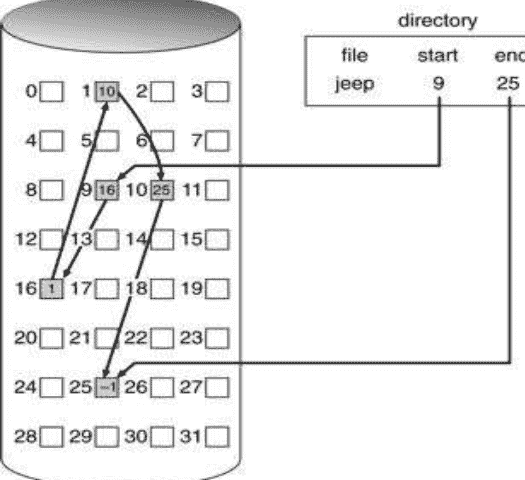 directory
file start end
jeep 9 25
0 1 10 2 3
4 5 6 7
8 9 16 10 25 11
12 13 14 15
16 1 17 18 19
20 21 22 23
24 25 -1 26 27
28 29 30 31